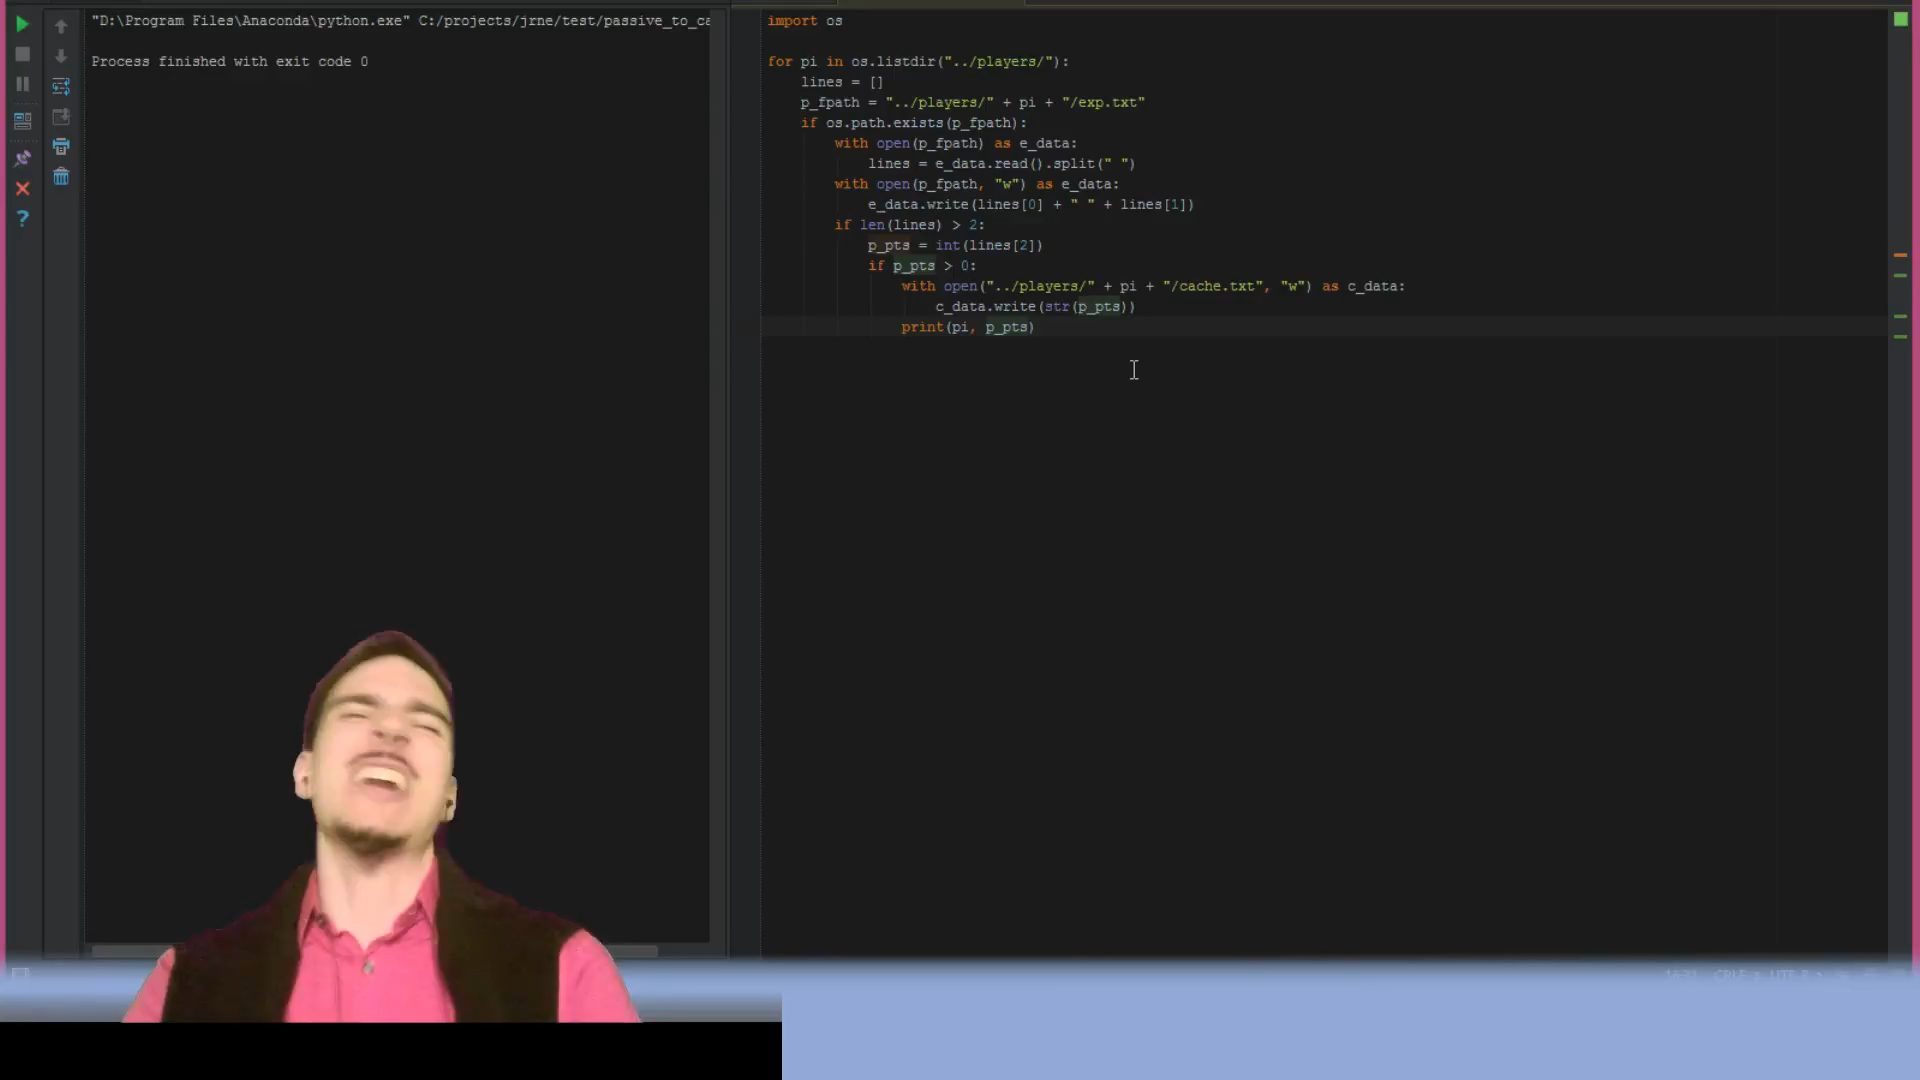 "D:\Program Files\Anaconda\python.exe" C:/projects/jrne/test/passive_to_ca
Process finished with exit code 0
import os
for pi in os.listdir("../players/"):
lines = []
p_fpath = "../players/" + pi + "/exp.txt"
if os.path.exists(p_fpath):
with open(p_fpath) as e_data:
lines = e_data.read().split(" ")
with open(p_fpath, "w") as e_data:
e_data.write(lines[0] + " " + lines[1])
if len(lines) > 2:
p_pts = int(lines[2])
if p_pts > 0:
with open("../players/" + pi + "/cache.txt", "w") as c_data:
c_data.write(str(p_pts))
print(pi, p_pts)